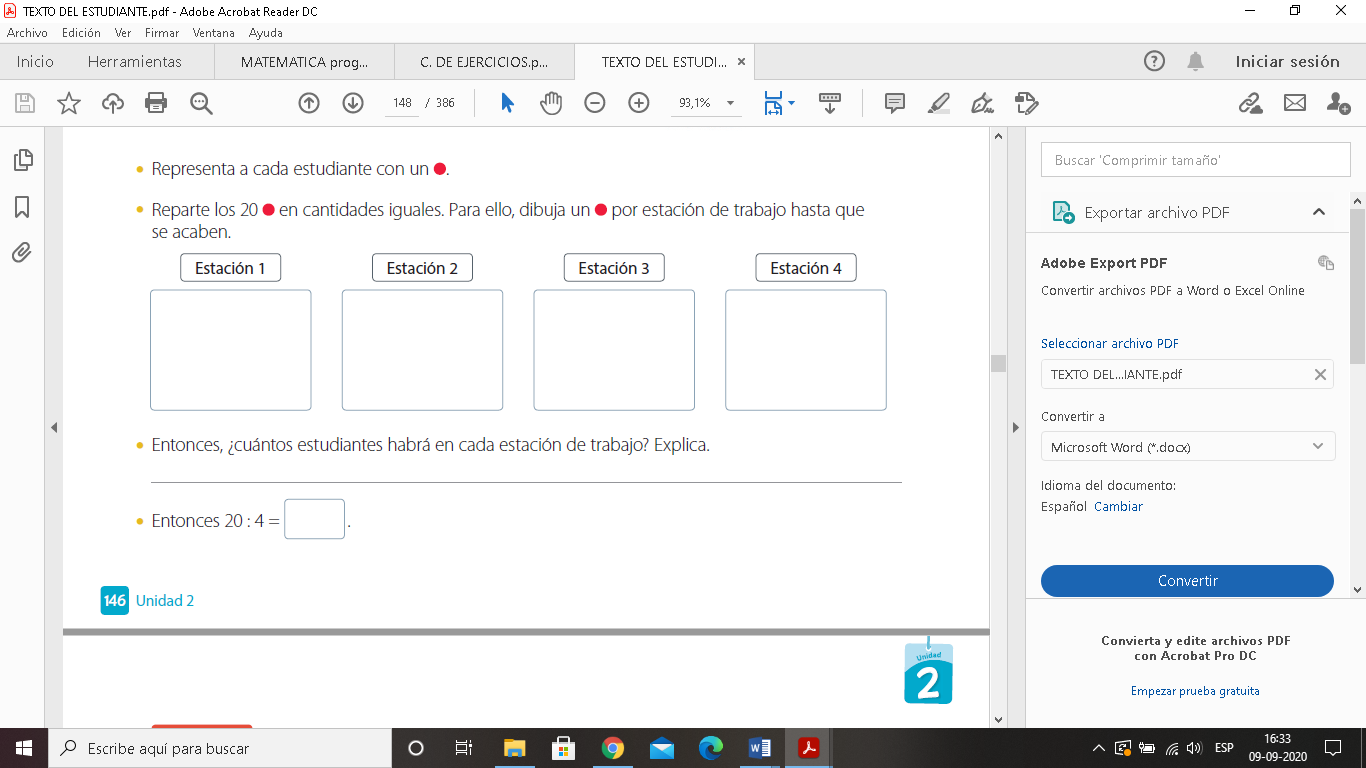 TEXTO DEL ESTUDIANTE.pdf - Adobe Acrobat Reader DC
Archivo Edición Ver Firmar Ventana Ayuda
Inicio Herramientas MATEMATICA prog... C. DE EJERCICIOS.p... TEXTO DEL ESTUDI... Iniciar sesión
148 / 386 93,1%
Representa a cada estudiante con un .
Reparte los 20 en cantidades iguales. Para ello, dibuja un por estación de trabajo hasta que
se acaben.
Estación 1 Estación 2 Estación 3 Estación 4
Entonces, ¿cuántos estudiantes habrá en cada estación de trabajo? Explica.
Entonces 20 : 4 = .
146 Unidad 2
Unidad
2
Buscar 'Comprimir tamaño'
Exportar archivo PDF
Adobe Export PDF
Convertir archivos PDF a Word o Excel Online
Seleccionar archivo PDF
TEXTO DEL...IANTE.pdf
Convertir a
Microsoft Word (*.docx)
Idioma del documento:
Español Cambiar
Convertir
Convierta y edite archivos PDF
con Acrobat Pro DC
Empezar prueba gratuita
Escribe aquí para buscar
ESP
16:33
09-09-2020